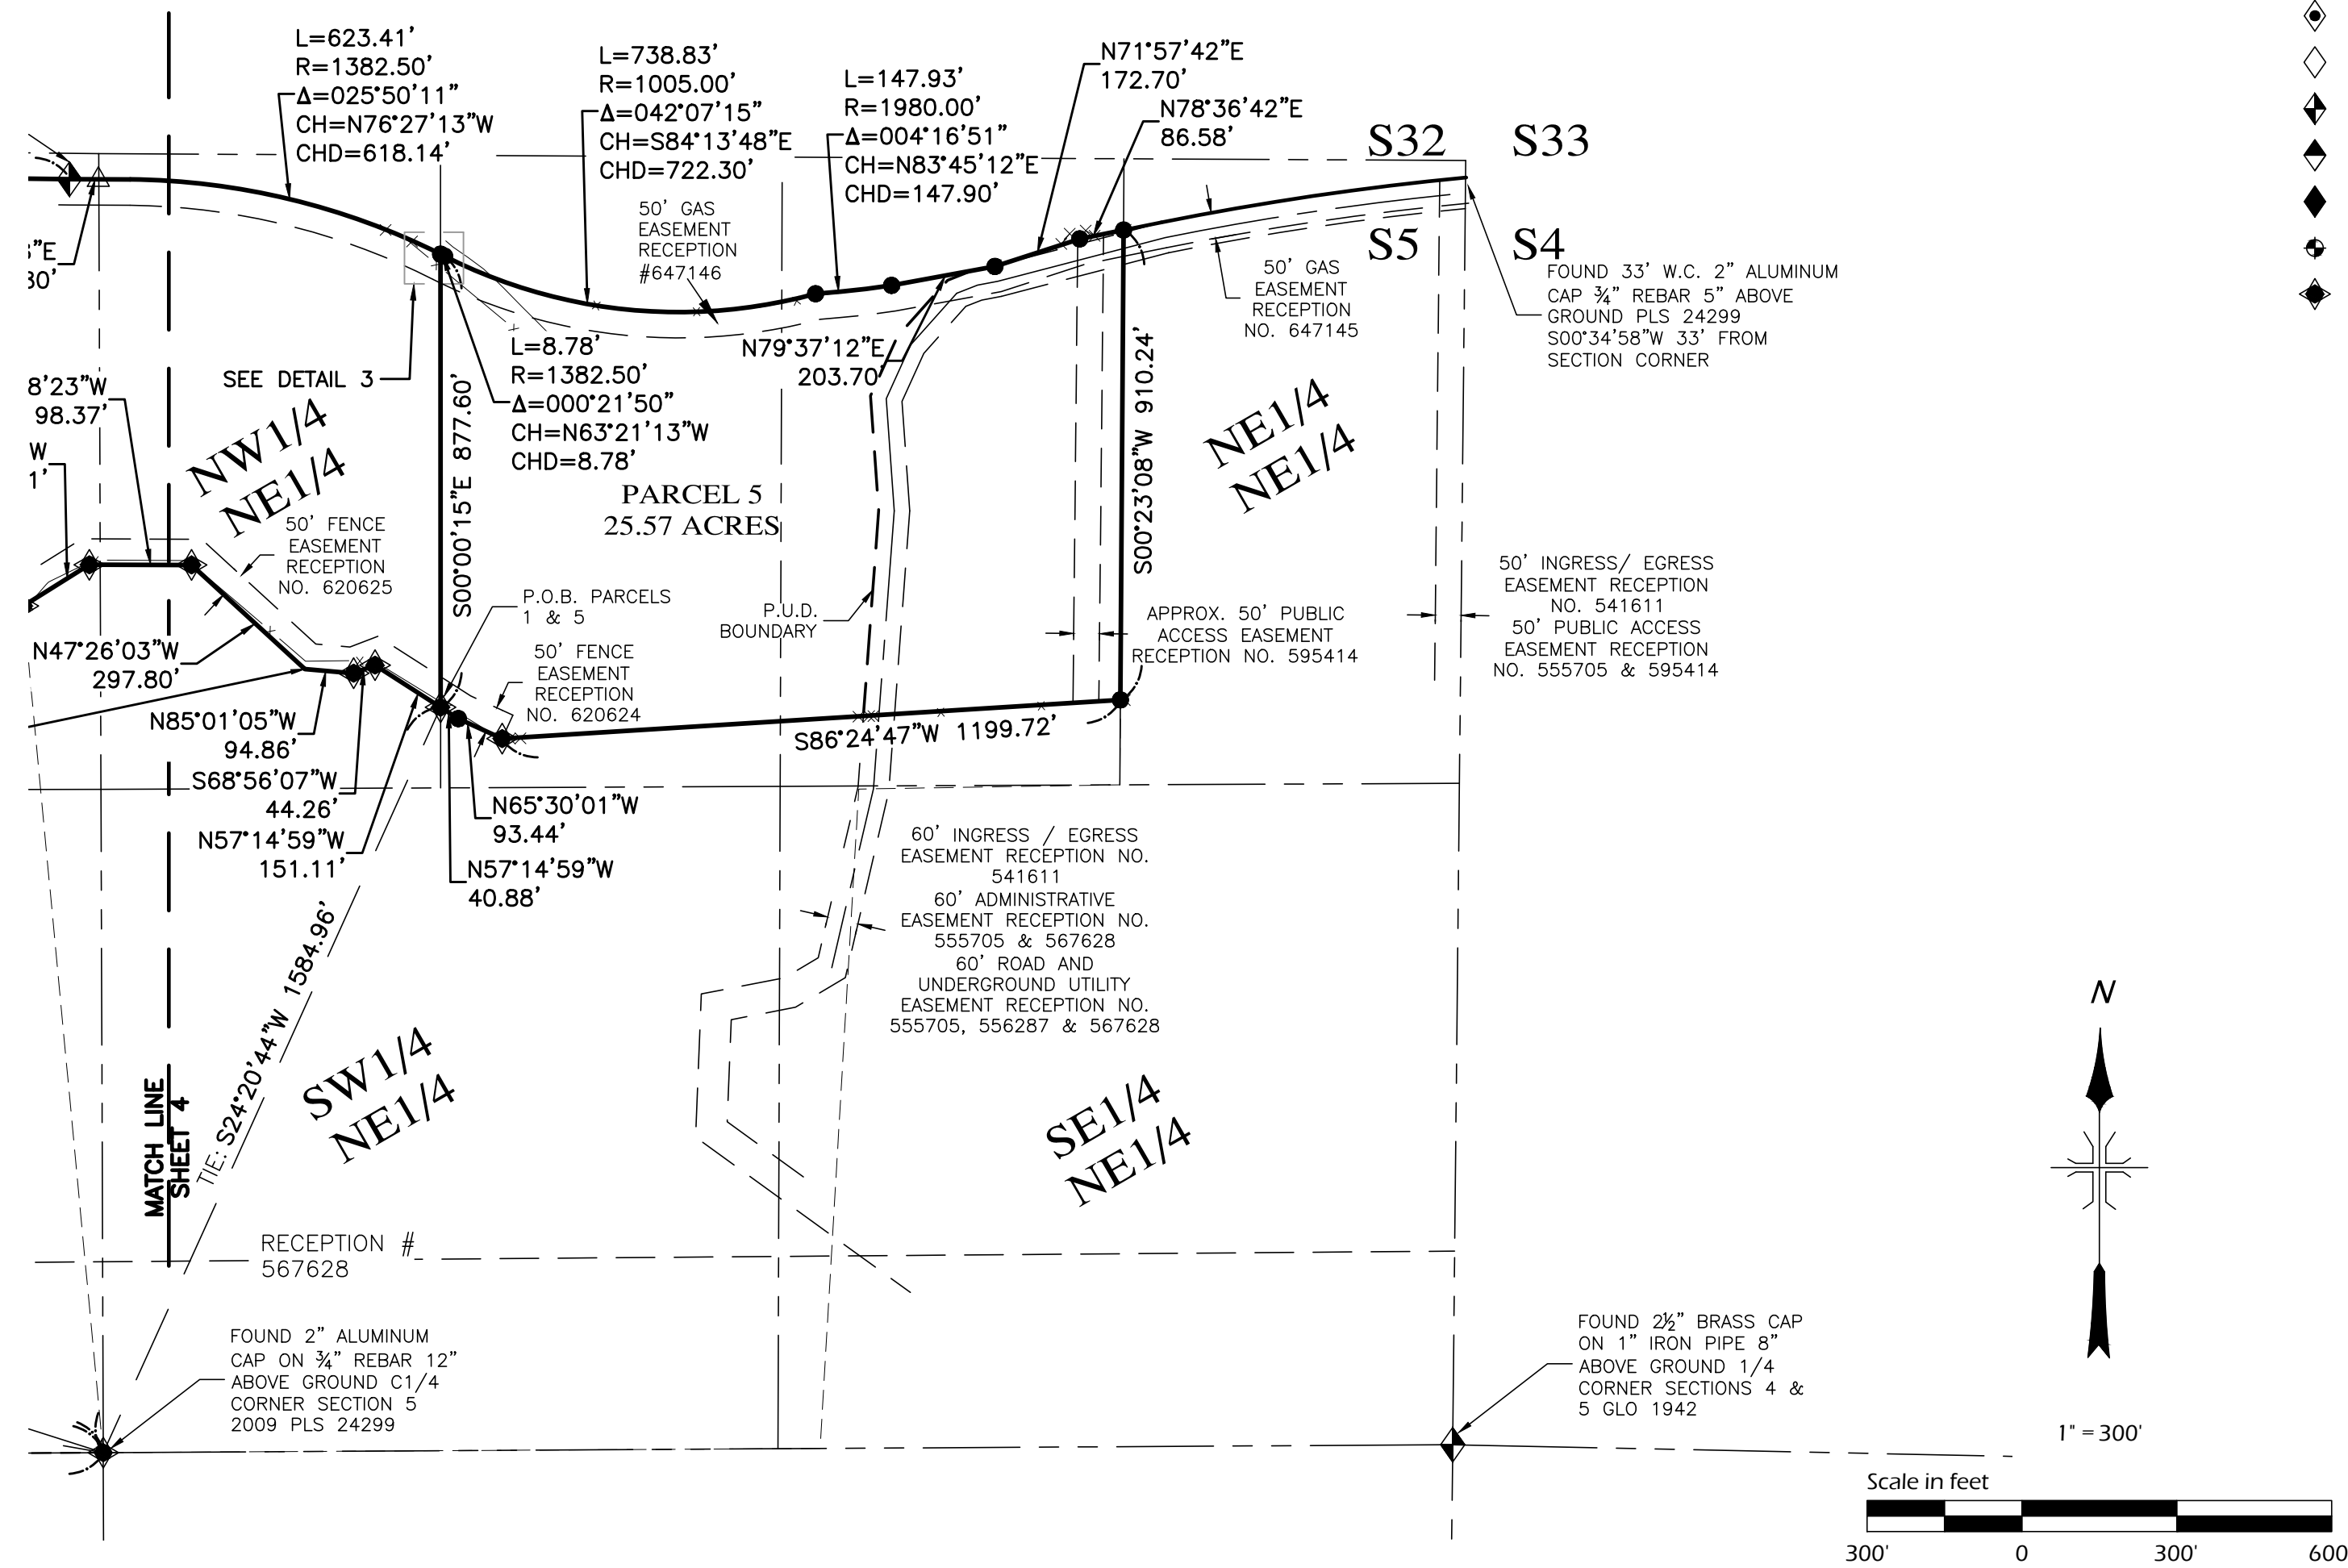 L=623.41'
R=1382.50'
Δ=025°50'11"
CH=N76°27'13"W
CHD=618.14'
L=738.83'
R=1005.00'
Δ=042°07'15"
CH=S84°13'48"E
CHD=722.30'
L=147.93'
R=1980.00'
Δ=004°16'51"
CH=N83°45'12"E
CHD=147.90'
N71°57'42"E
172.70'
N78°36'42"E
86.58'
S32
S33
S5
S4
50' GAS
EASEMENT
RECEPTION
#647146
50' GAS
EASEMENT
RECEPTION
NO. 647145
FOUND 33' W.C. 2" ALUMINUM
CAP ¾" REBAR 5" ABOVE
GROUND PLS 24299
S00°34'58"W 33' FROM
SECTION CORNER
"E
80'
SEE DETAIL 3
L=8.78'
R=1382.50'
Δ=000°21'50"
CH=N63°21'13"W
CHD=8.78'
N79°37'12"E
203.70'
8'23"W
98.37'
W
1'
NW1/4
NE1/4
S00°00'15"E 877.60'
S00°23'08"W 910.24'
NE1/4
NE1/4
PARCEL 5
25.57 ACRES
50' FENCE
EASEMENT
RECEPTION
NO. 620625
P.O.B. PARCELS
1 & 5
P.U.D.
BOUNDARY
APPROX. 50' PUBLIC
ACCESS EASEMENT
RECEPTION NO. 595414
50' INGRESS/ EGRESS
EASEMENT RECEPTION
NO. 541611
50' PUBLIC ACCESS
EASEMENT RECEPTION
NO. 555705 & 595414
50' FENCE
EASEMENT
RECEPTION
NO. 620624
N47°26'03"W
297.80'
N85°01'05"W
94.86'
S68°56'07"W
44.26'
N57°14'59"W
151.11'
S86°24'47"W 1199.72'
N65°30'01"W
93.44'
N57°14'59"W
40.88'
60' INGRESS / EGRESS
EASEMENT RECEPTION NO.
541611
60' ADMINISTRATIVE
EASEMENT RECEPTION NO.
555705 & 567628
60' ROAD AND
UNDERGROUND UTILITY
EASEMENT RECEPTION NO.
555705, 556287 & 567628
TIE: S24°20'44"W 1584.96'
MATCH LINE
SHEET 4
SW1/4
NE1/4
SE1/4
NE1/4
N
RECEPTION #
567628
FOUND 2" ALUMINUM
CAP ON ¾" REBAR 12"
ABOVE GROUND C1/4
CORNER SECTION 5
2009 PLS 24299
FOUND 2½" BRASS CAP
ON 1" IRON PIPE 8"
ABOVE GROUND 1/4
CORNER SECTIONS 4 &
5 GLO 1942
1" = 300'
Scale in feet
300' 0 300' 600